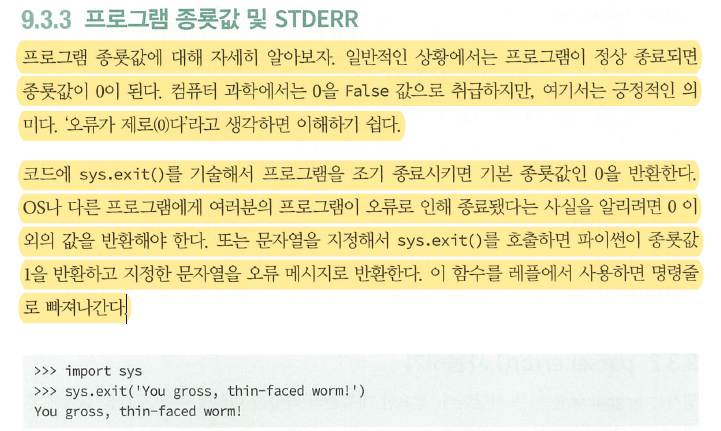 9.3.3 프로그램 종룟값 및 STDERR
프로그램 종룟값에 대해 자세히 알아보자. 일반적인 상황에서는 프로그램이 정상 종료되면
종룟값이 0이 된다. 컴퓨터 과학에서는 0을 False 값으로 취급하지만, 여기서는 긍정적인 의
미다. ‘오류가 제로(0)다’라고 생각하면 이해하기 쉽다.
코드에 sys.exit()를 기술해서 프로그램을 조기 종료시키면 기본 종룟값인 0을 반환한다.
OS나 다른 프로그램에게 여러분의 프로그램이 오류로 인해 종료됐다는 사실을 알리려면 0 이
외의 값을 반환해야 한다. 또는 문자열을 지정해서 sys.exit()를 호출하면 파이썬이 종룟값
1을 반환하고 지정한 문자열을 오류 메시지로 반환한다. 이 함수를 레플에서 사용하면 명령줄
로 빠져나간다.
>>> import sys
>>> sys.exit('You gross, thin-faced worm!')
You gross, thin-faced worm!